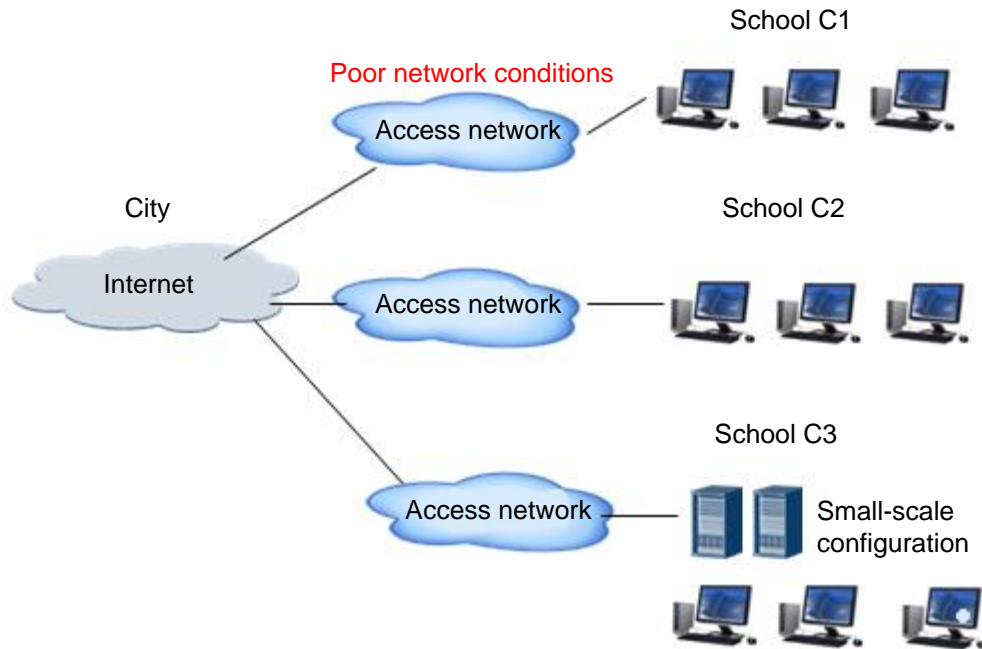 School C1
Poor network conditions
Access network
City
School C2
Internet
Access network
School C3
Access network
Small-scale
configuration